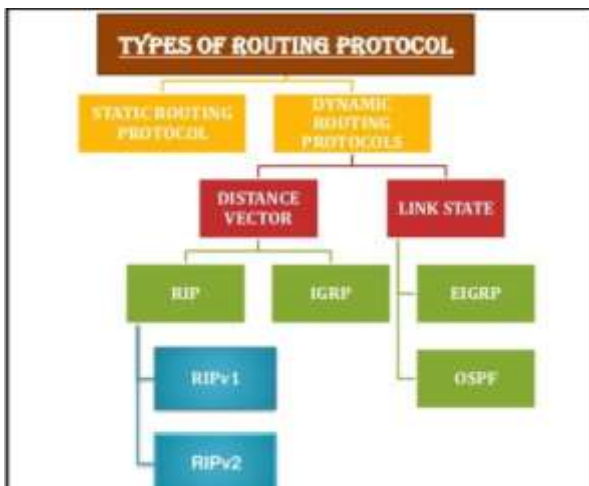 TYPES OF ROUTING PROTOCOL
STATIC ROUTING
PROTOCOL
DYNAMIC
ROUTING
PROTOCOLS
DISTANCE
VECTOR
LINK STATE
RIP
IGRP
EIGRP
RIPv1
OSPF
RIPv2